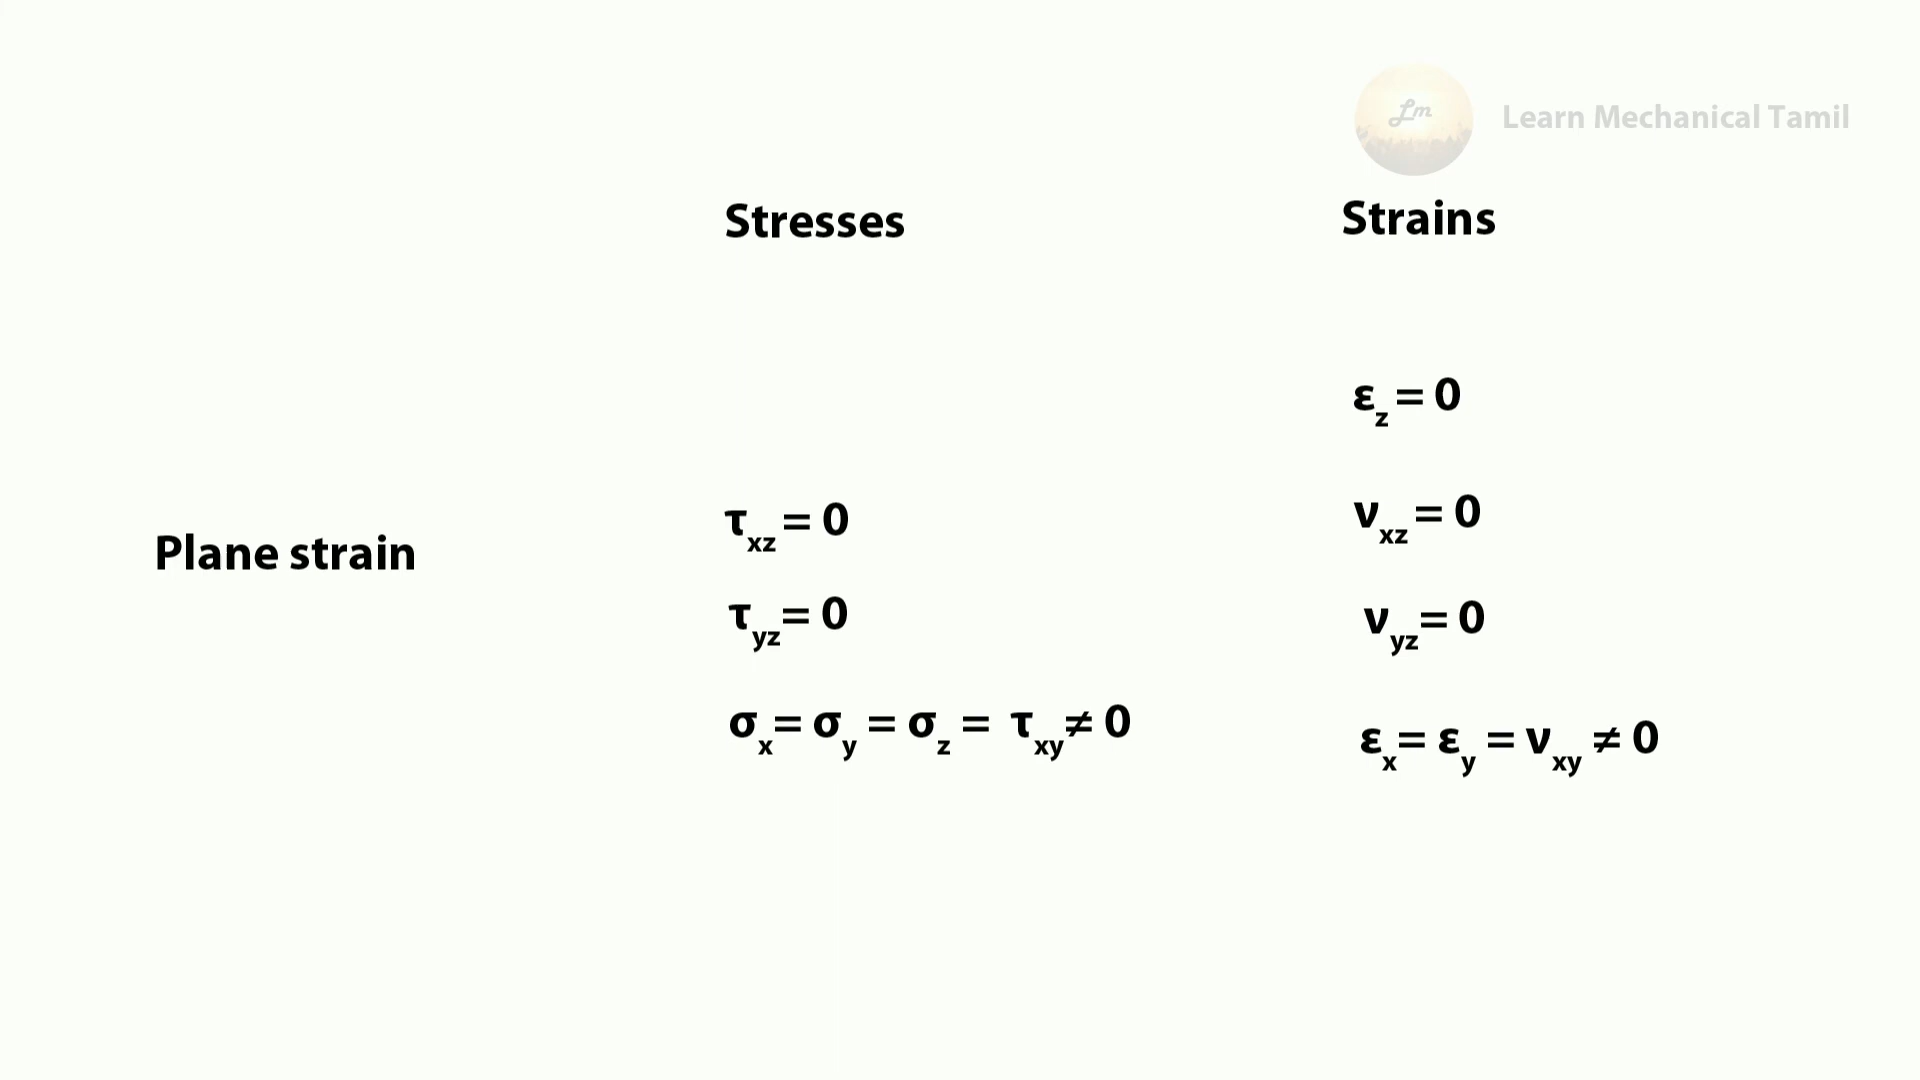 Lm
Learn Mechanical Tamil
Stresses
Strains
εz = 0
τxz = 0
νxz = 0
Plane strain
τyz = 0
νyz = 0
σx = σy = σz = τxy ≠ 0
εx = εy = νxy ≠ 0